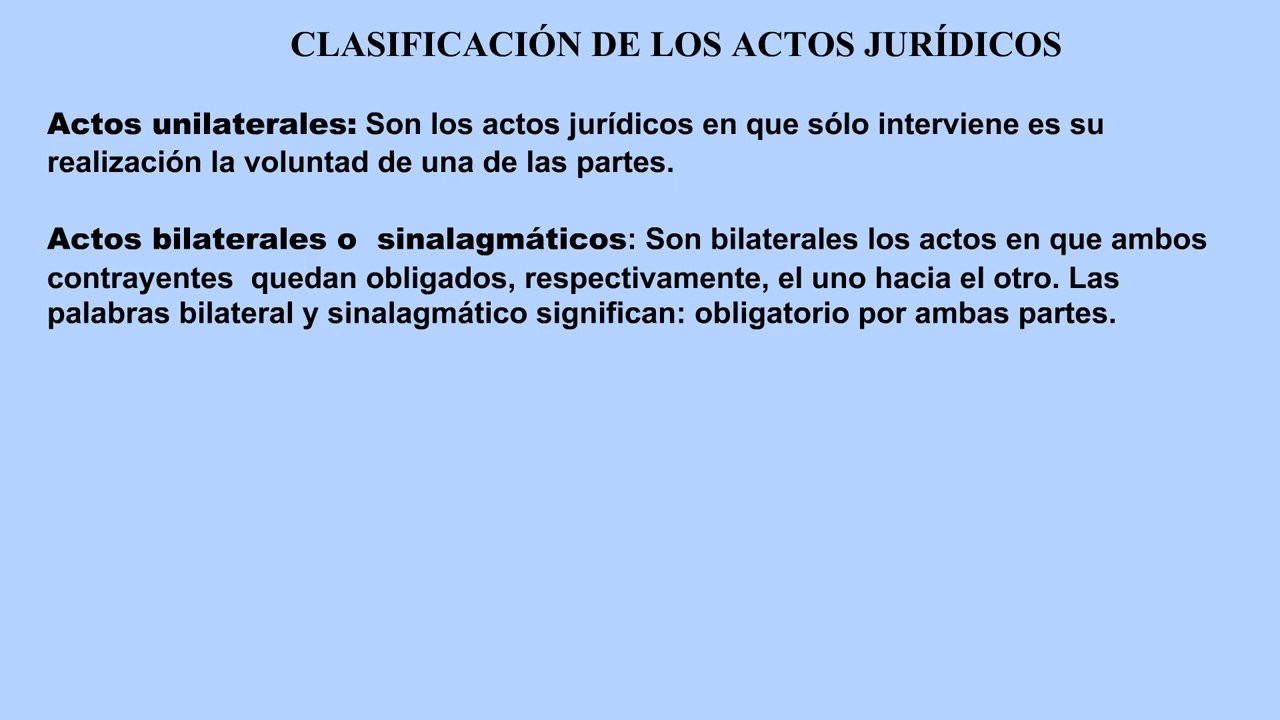 CLASIFICACIÓN DE LOS ACTOS JURÍDICOS
Actos unilaterales: Son los actos jurídicos en que sólo interviene es su
realización la voluntad de una de las partes.
Actos bilaterales o  sinalagmáticos: Son bilaterales los actos en que ambos
contrayentes  quedan obligados, respectivamente, el uno hacia el otro. Las
palabras bilateral y sinalagmático significan: obligatorio por ambas partes.